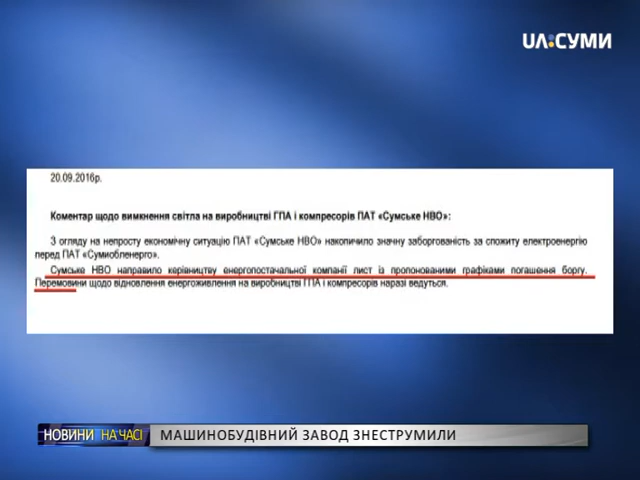 UA:СУМИ
20.09.2016р.
Коментар щодо вимкнення світла на виробництві ГПА і компресорів ПАТ «Сумське НВО»:
З огляду на непросту економічну ситуацію ПАТ «Сумське НВО» накопичило значну заборгованість за спожиту електроенергію
перед ПАТ «Сумиобленерго».
Сумське НВО направило керівництву енергопостачальної компанії лист із пропонованими графіками погашення боргу.
Перемовини щодо відновлення енергоживлення на виробництві ГПА і компресорів наразі ведуться.
НОВИНИ НА ЧАСІ МАШИНОБУДІВНИЙ ЗАВОД ЗНЕСТРУМИЛИ